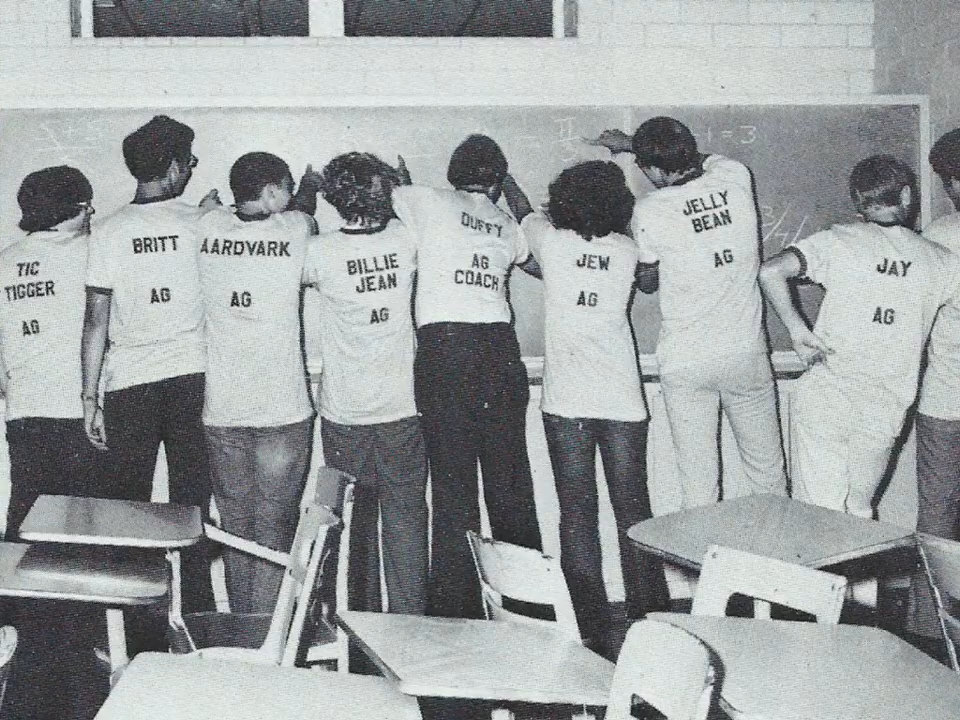 TIC
TIGGER
AG
BRITT
AG
AARDVARK
AG
BILLIE
JEAN
AG
DUFFY
AG
COACH
JEW
AG
JELLY
BEAN
AG
JAY
AG
= 3